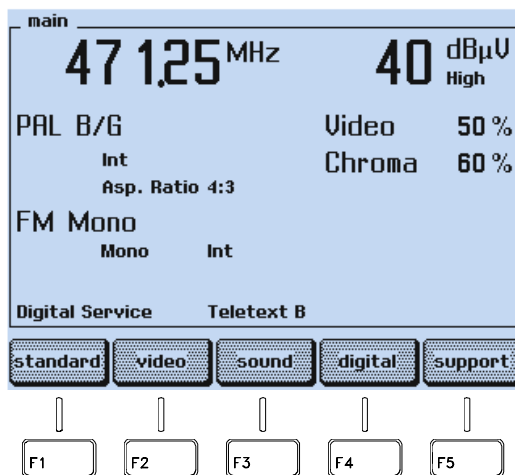 main
471,25 MHz 40 dBµV
High
PAL B/G Video 50 %
Int Chroma 60 %
Asp. Ratio 4:3
FM Mono
Mono Int
Digital Service Teletext B
standard video sound digital support
F1 F2 F3 F4 F5